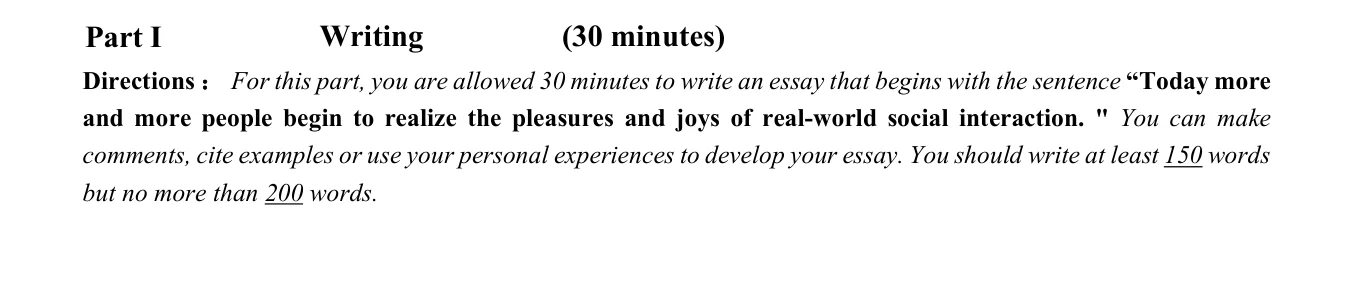 Part I Writing (30 minutes)
Directions： For this part, you are allowed 30 minutes to write an essay that begins with the sentence “Today more
and more people begin to realize the pleasures and joys of real-world social interaction. " You can make
comments, cite examples or use your personal experiences to develop your essay. You should write at least 150 words
but no more than 200 words.